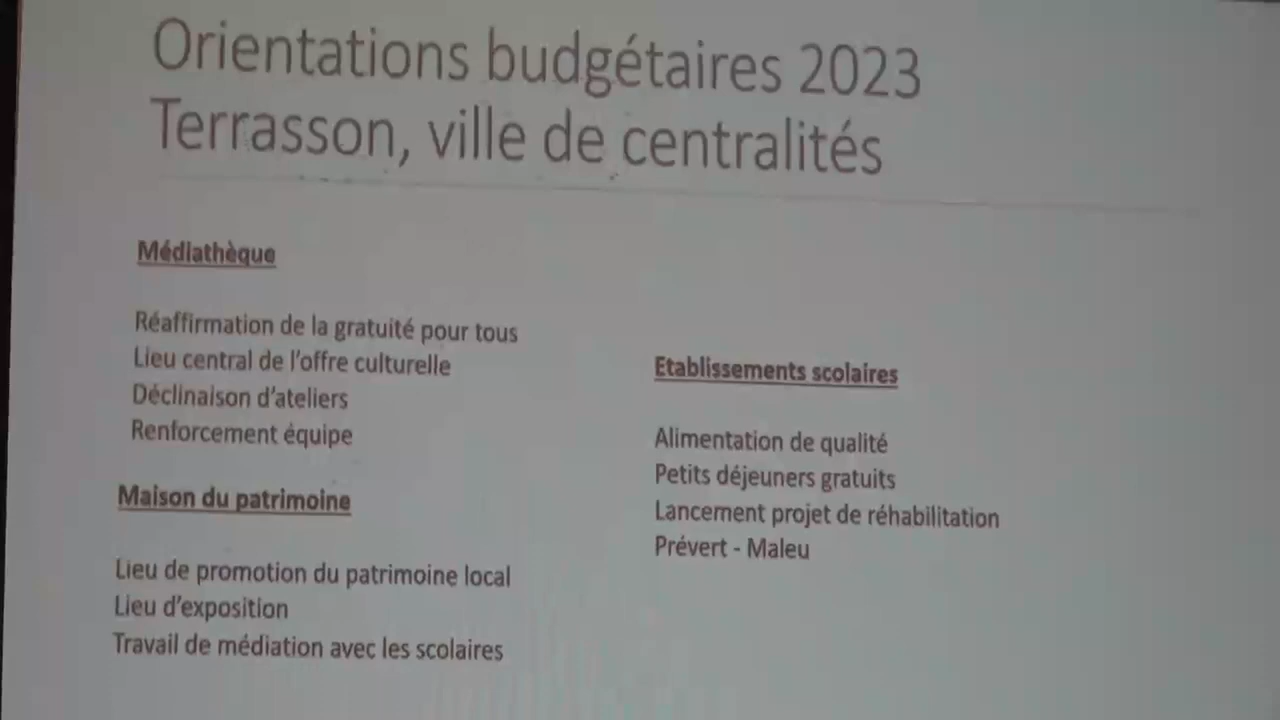 Orientations budgétaires 2023
Terrasson, ville de centralités
Médiathèque
Réaffirmation de la gratuité pour tous
Lieu central de l'offre culturelle
Déclinaison d'ateliers
Renforcement équipe
Maison du patrimoine
Lieu de promotion du patrimoine local
Lieu d'exposition
Travail de médiation avec les scolaires
Etablissements scolaires
Alimentation de qualité
Petits déjeuners gratuits
Lancement projet de réhabilitation
Prévert - Maleu